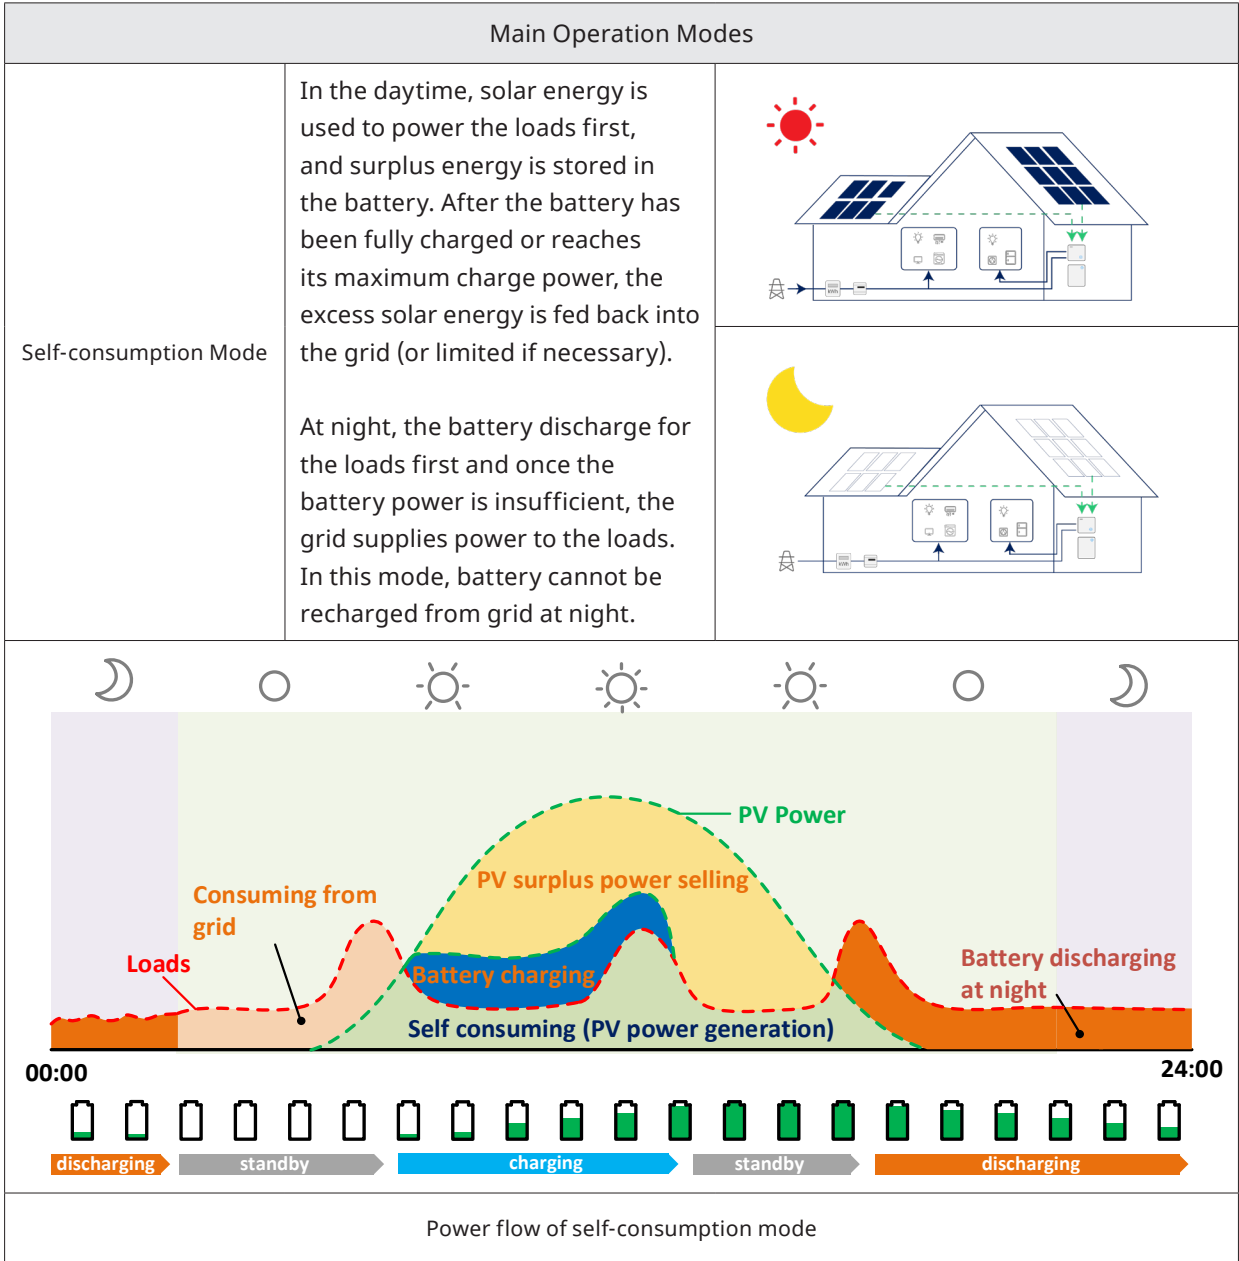 Main Operation Modes
Self-consumption Mode
In the daytime, solar energy is
used to power the loads first,
and surplus energy is stored in
the battery. After the battery has
been fully charged or reaches
its maximum charge power, the
excess solar energy is fed back into
the grid (or limited if necessary).
At night, the battery discharge for
the loads first and once the
battery power is insufficient, the
grid supplies power to the loads.
In this mode, battery cannot be
recharged from grid at night.
PV Power
PV surplus power selling
Consuming from
grid
Loads
Battery charging
Battery discharging
at night
Self consuming (PV power generation)
00:00
24:00
discharging
standby
charging
standby
discharging
Power flow of self-consumption mode